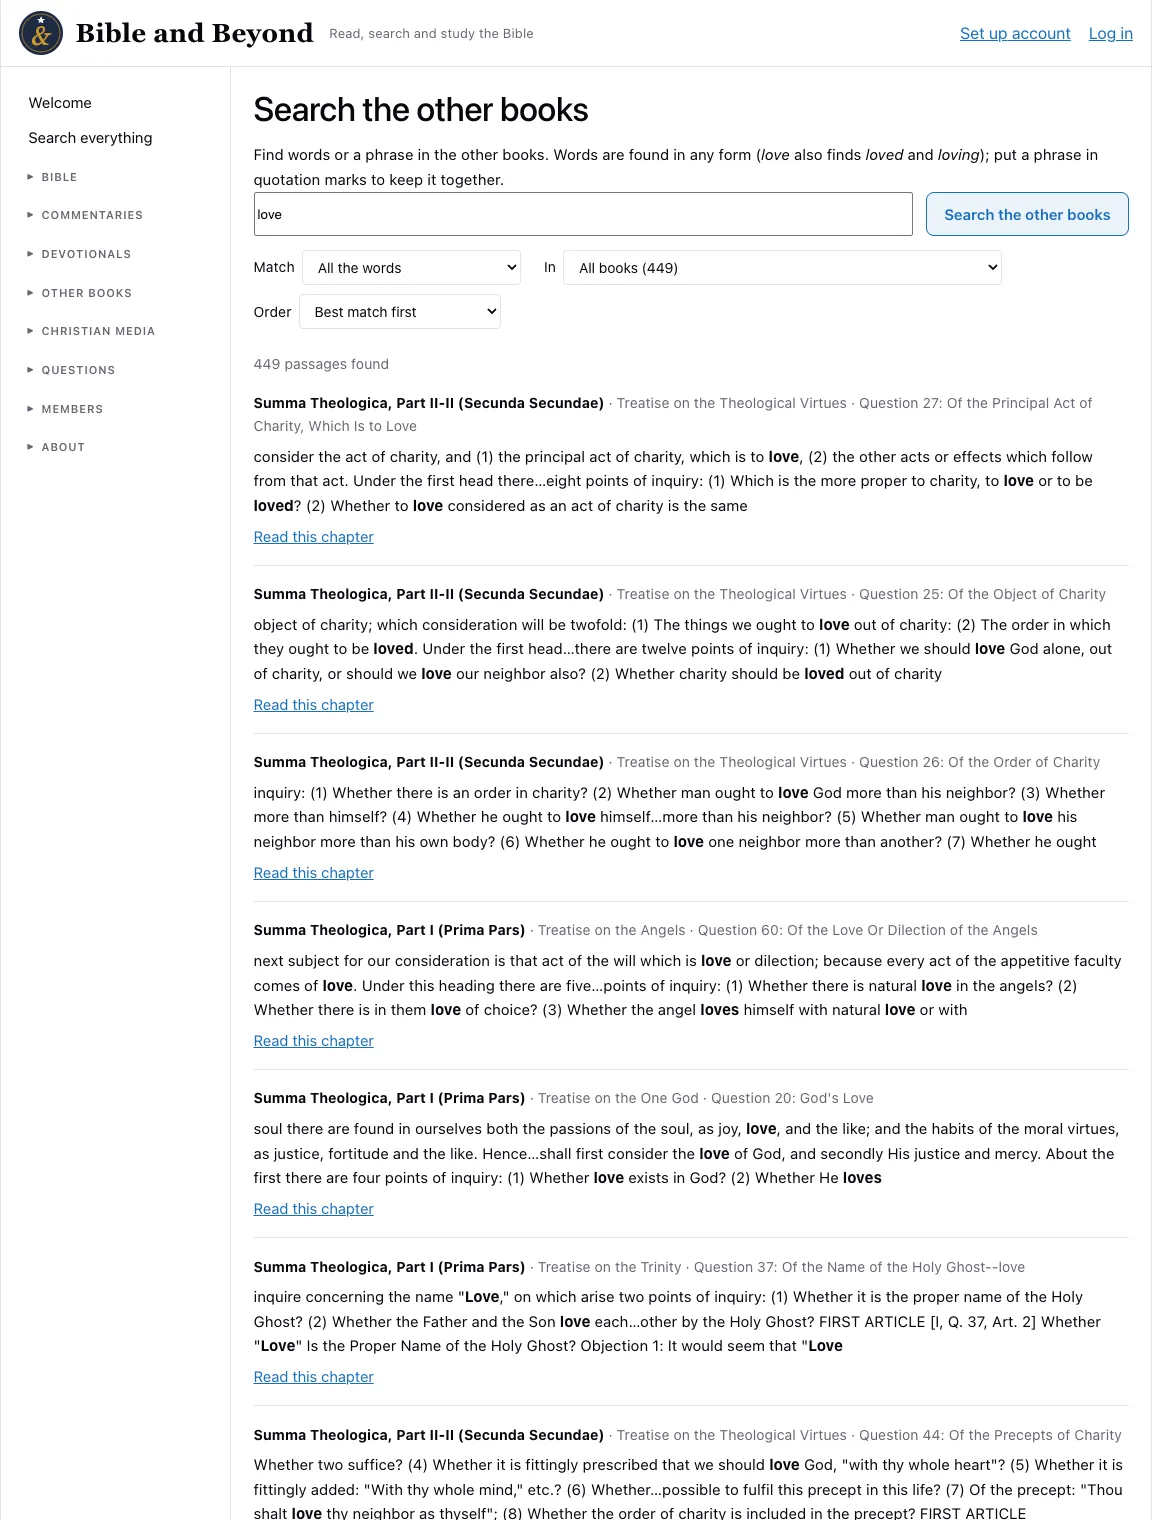 &
Bible and Beyond
Read, search and study the Bible
Set up account
Log in
Welcome
Search everything
▸ BIBLE
▸ COMMENTARIES
▸ DEVOTIONALS
▸ OTHER BOOKS
▸ CHRISTIAN MEDIA
▸ QUESTIONS
▸ MEMBERS
▸ ABOUT
Search the other books
Find words or a phrase in the other books. Words are found in any form (love also finds loved and loving); put a phrase in
quotation marks to keep it together.
love
Search the other books
Match All the words In All books (449)
Order Best match first
449 passages found
Summa Theologica, Part II-II (Secunda Secundae) · Treatise on the Theological Virtues · Question 27: Of the Principal Act of
Charity, Which Is to Love
consider the act of charity, and (1) the principal act of charity, which is to love, (2) the other acts or effects which follow
from that act. Under the first head there...eight points of inquiry: (1) Which is the more proper to charity, to love or to be
loved? (2) Whether to love considered as an act of charity is the same
Read this chapter
Summa Theologica, Part II-II (Secunda Secundae) · Treatise on the Theological Virtues · Question 25: Of the Object of Charity
object of charity; which consideration will be twofold: (1) The things we ought to love out of charity: (2) The order in which
they ought to be loved. Under the first head...there are twelve points of inquiry: (1) Whether we should love God alone, out
of charity, or should we love our neighbor also? (2) Whether charity should be loved out of charity
Read this chapter
Summa Theologica, Part II-II (Secunda Secundae) · Treatise on the Theological Virtues · Question 26: Of the Order of Charity
inquiry: (1) Whether there is an order in charity? (2) Whether man ought to love God more than his neighbor? (3) Whether
more than himself? (4) Whether he ought to love himself...more than his neighbor? (5) Whether man ought to love his
neighbor more than his own body? (6) Whether he ought to love one neighbor more than another? (7) Whether he ought
Read this chapter
Summa Theologica, Part I (Prima Pars) · Treatise on the Angels · Question 60: Of the Love Or Dilection of the Angels
next subject for our consideration is that act of the will which is love or dilection; because every act of the appetitive faculty
comes of love. Under this heading there are five...points of inquiry: (1) Whether there is natural love in the angels? (2)
Whether there is in them love of choice? (3) Whether the angel loves himself with natural love or with
Read this chapter
Summa Theologica, Part I (Prima Pars) · Treatise on the One God · Question 20: God's Love
soul there are found in ourselves both the passions of the soul, as joy, love, and the like; and the habits of the moral virtues,
as justice, fortitude and the like. Hence...shall first consider the love of God, and secondly His justice and mercy. About the
first there are four points of inquiry: (1) Whether love exists in God? (2) Whether He loves
Read this chapter
Summa Theologica, Part I (Prima Pars) · Treatise on the Trinity · Question 37: Of the Name of the Holy Ghost--love
inquire concerning the name "Love," on which arise two points of inquiry: (1) Whether it is the proper name of the Holy
Ghost? (2) Whether the Father and the Son love each...other by the Holy Ghost? FIRST ARTICLE [I, Q. 37, Art. 2] Whether
"Love" Is the Proper Name of the Holy Ghost? Objection 1: It would seem that "Love
Read this chapter
Summa Theologica, Part II-II (Secunda Secundae) · Treatise on the Theological Virtues · Question 44: Of the Precepts of Charity
Whether two suffice? (4) Whether it is fittingly prescribed that we should love God, "with thy whole heart"? (5) Whether it is
fittingly added: "With thy whole mind," etc.? (6) Whether...possible to fulfil this precept in this life? (7) Of the precept: "Thou
shalt love thy neighbor as thyself"; (8) Whether the order of charity is included in the precept? FIRST ARTICLE